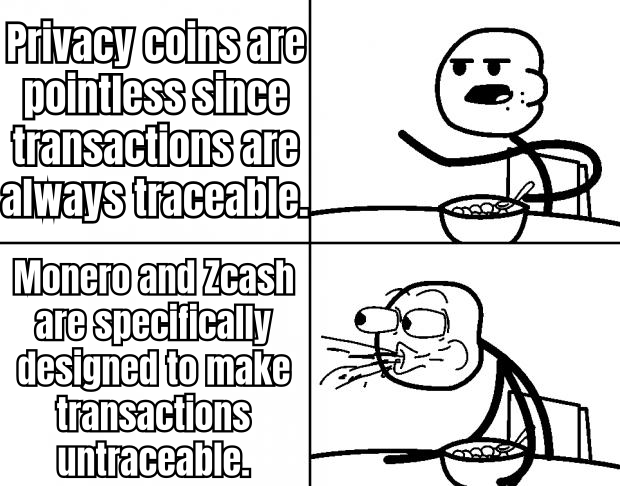 Privacy coins are
pointless since
transactions are
always traceable.
Monero and Zcash
are specifically
designed to make
transactions
untraceable.